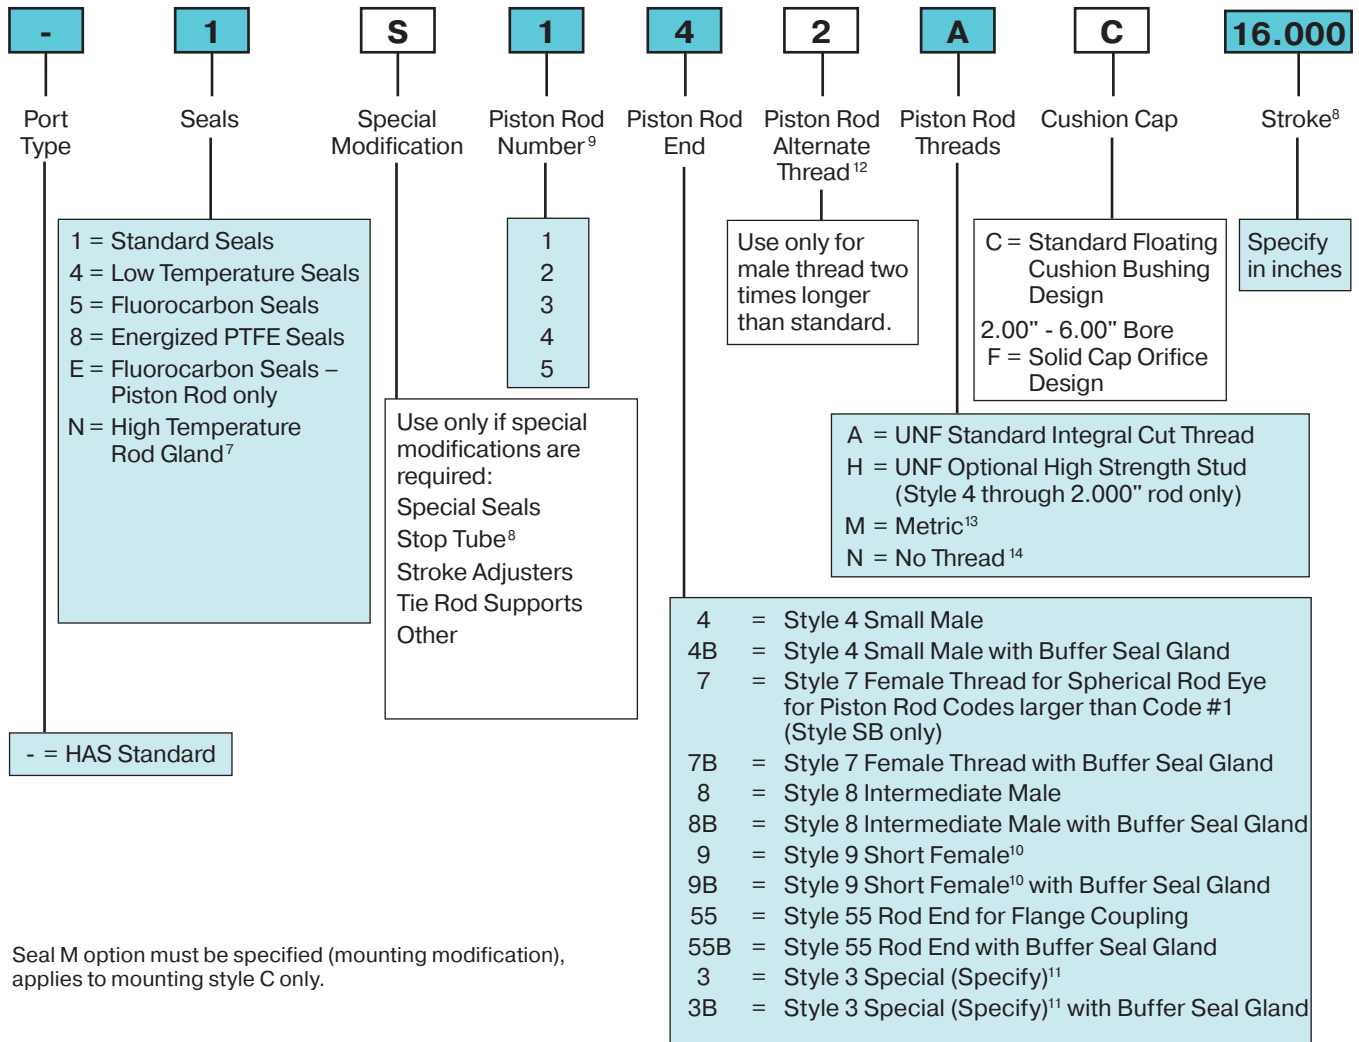 -
1
S
1
4
2
A
C
16.000
Port
Type
Seals
Special
Modification
Piston Rod
Number⁹
Piston Rod
End
Piston Rod
Alternate
Thread¹²
Piston Rod
Threads
Cushion Cap
Stroke⁸
1 = Standard Seals
4 = Low Temperature Seals
5 = Fluorocarbon Seals
8 = Energized PTFE Seals
E = Fluorocarbon Seals –
Piston Rod only
N = High Temperature
Rod Gland⁷
1
2
3
4
5
Use only for
male thread two
times longer
than standard.
C = Standard Floating
Cushion Bushing
Design
2.00" - 6.00" Bore
F = Solid Cap Orifice
Design
Specify
in inches
Use only if special
modifications are
required:
Special Seals
Stop Tube⁸
Stroke Adjusters
Tie Rod Supports
Other
A = UNF Standard Integral Cut Thread
H = UNF Optional High Strength Stud
(Style 4 through 2.000" rod only)
M = Metric¹³
N = No Thread ¹⁴
4 = Style 4 Small Male
4B = Style 4 Small Male with Buffer Seal Gland
7 = Style 7 Female Thread for Spherical Rod Eye
for Piston Rod Codes larger than Code #1
(Style SB only)
7B = Style 7 Female Thread with Buffer Seal Gland
8 = Style 8 Intermediate Male
8B = Style 8 Intermediate Male with Buffer Seal Gland
9 = Style 9 Short Female¹⁰
9B = Style 9 Short Female¹⁰ with Buffer Seal Gland
55 = Style 55 Rod End for Flange Coupling
55B = Style 55 Rod End with Buffer Seal Gland
3 = Style 3 Special (Specify)¹¹
3B = Style 3 Special (Specify)¹¹ with Buffer Seal Gland
- = HAS Standard
Seal M option must be specified (mounting modification),
applies to mounting style C only.